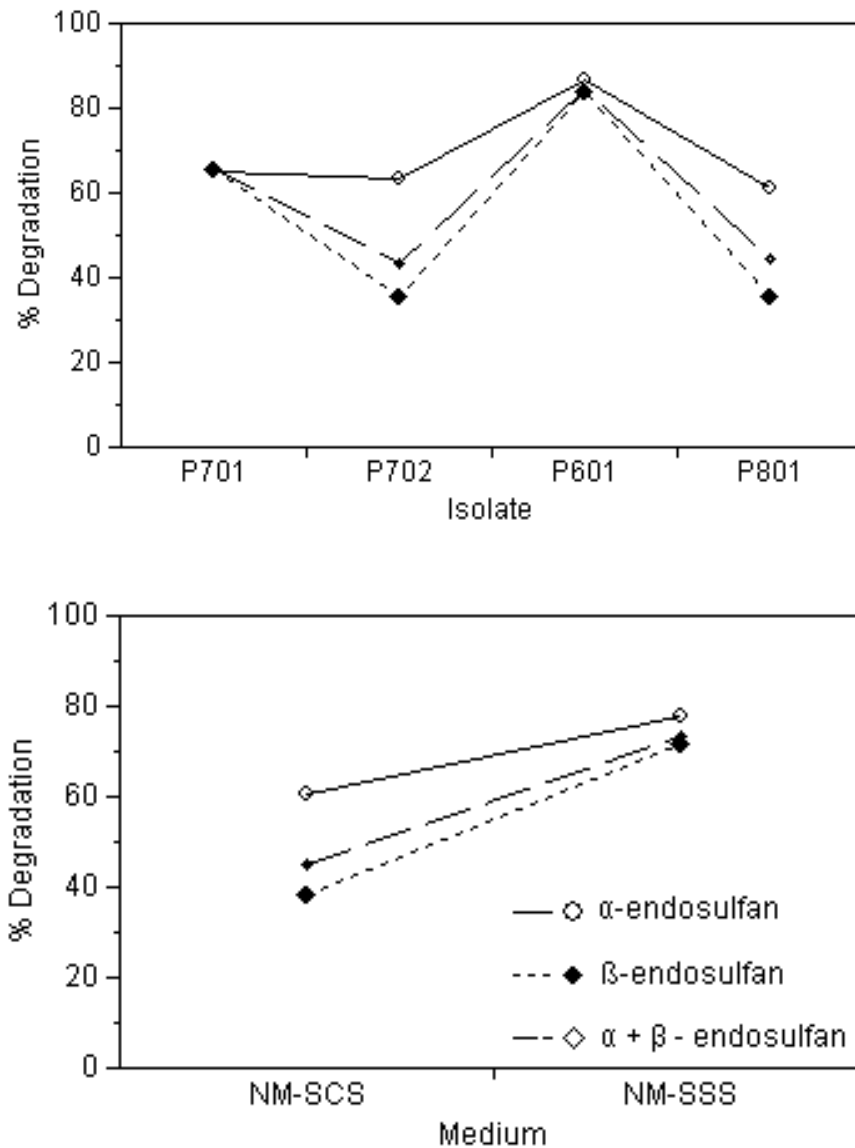 100
80
60
40
20
0
% Degradation
P701 P702 P601 P801
Isolate
100
80
60
40
20
0
% Degradation
α-endosulfan
ß-endosulfan
α + β - endosulfan
NM-SCS NM-SSS
Medium